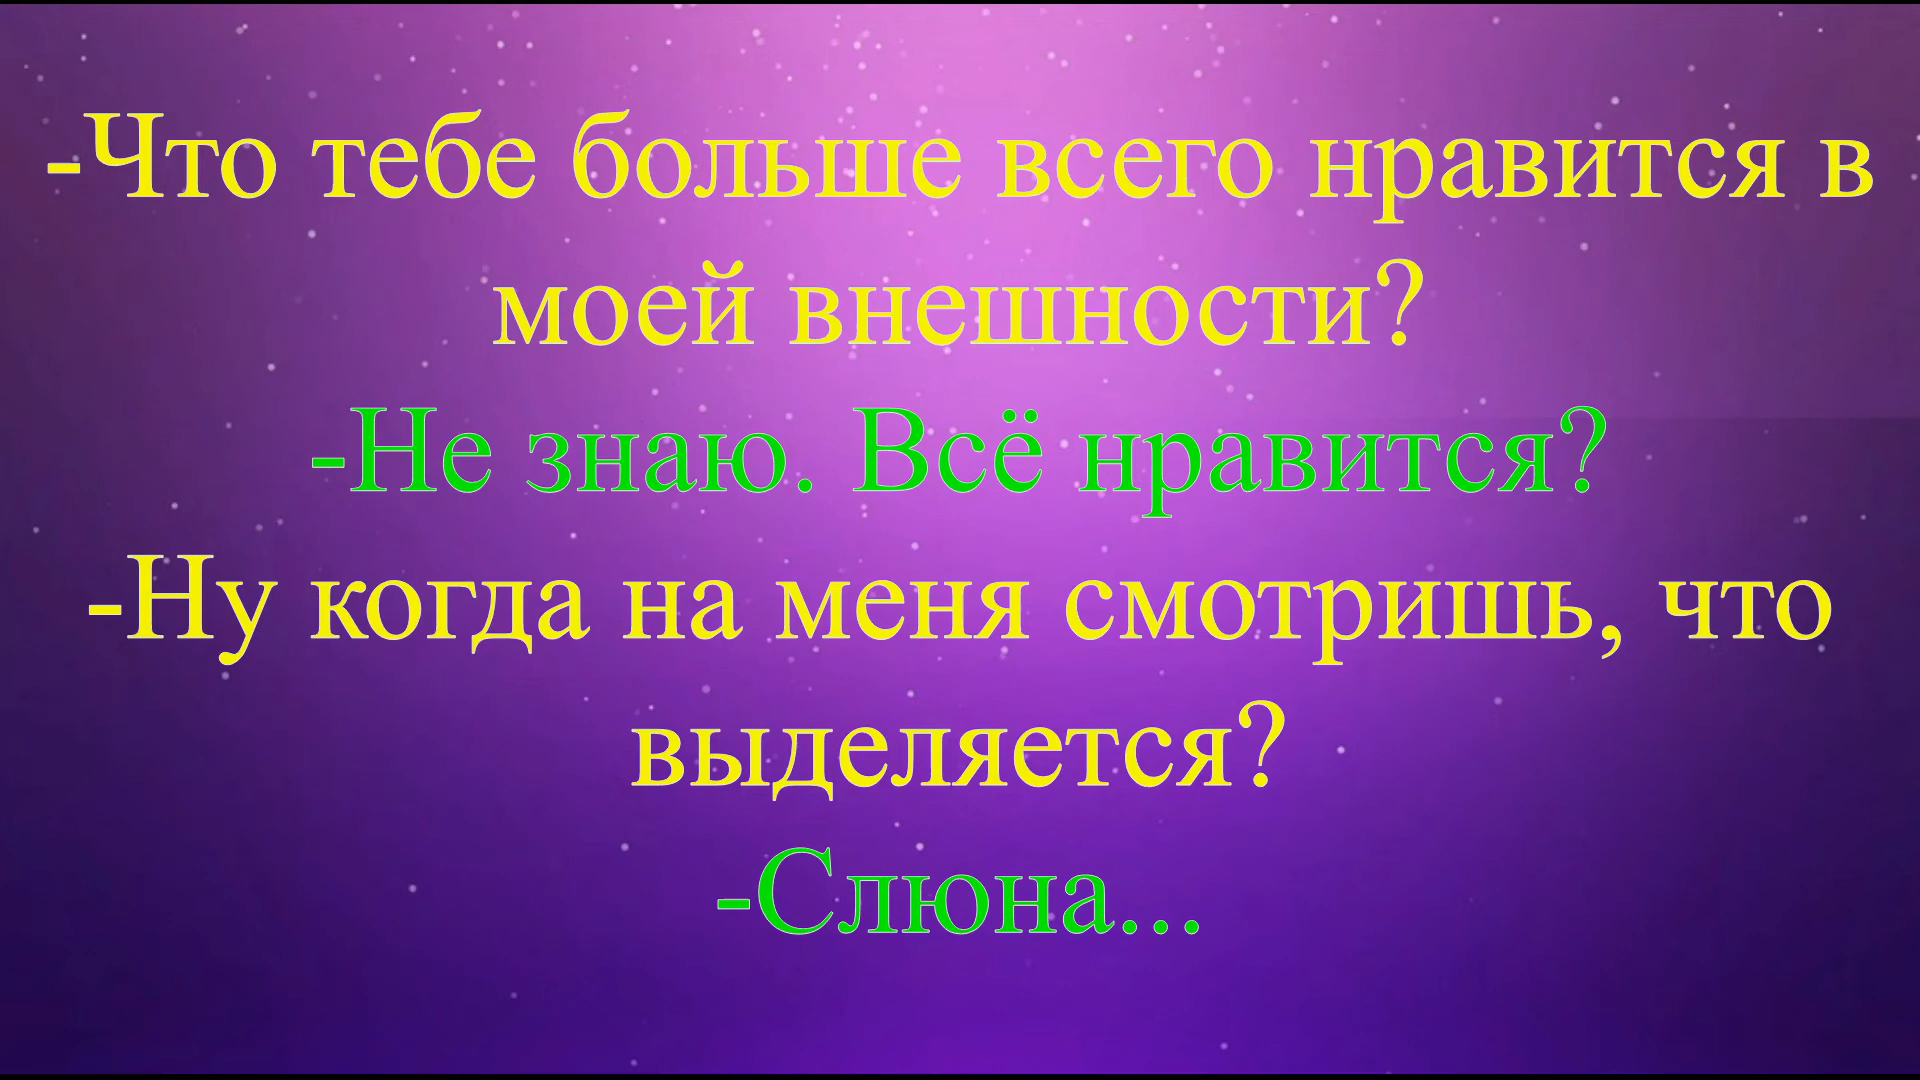 -Что тебе больше всего нравится в
моей внешности?
-Не знаю. Всё нравится?
-Ну когда на меня смотришь, что
выделяется?
-Слюна...